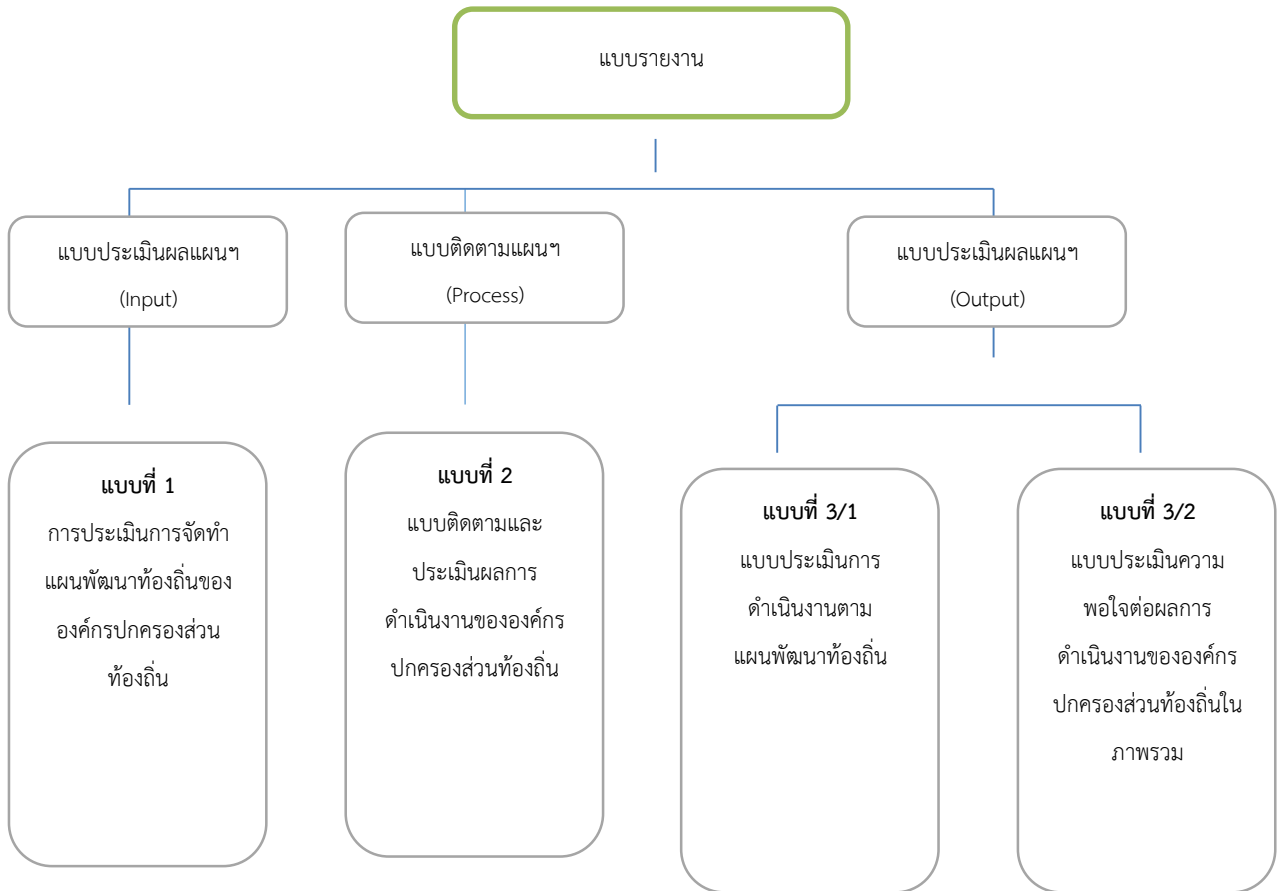 แบบรายงาน
แบบประเมินผลแผนฯ
(Input)
แบบติดตามแผนฯ
(Process)
แบบประเมินผลแผนฯ
(Output)
แบบที่ 1
การประเมินการจัดทำ
แผนพัฒนาท้องถิ่นของ
องค์กรปกครองส่วน
ท้องถิ่น
แบบที่ 2
แบบติดตามและ
ประเมินผลการ
ดำเนินงานขององค์กร
ปกครองส่วนท้องถิ่น
แบบที่ 3/1
แบบประเมินการ
ดำเนินงานตาม
แผนพัฒนาท้องถิ่น
แบบที่ 3/2
แบบประเมินความ
พอใจต่อผลการ
ดำเนินงานขององค์กร
ปกครองส่วนท้องถิ่นใน
ภาพรวม